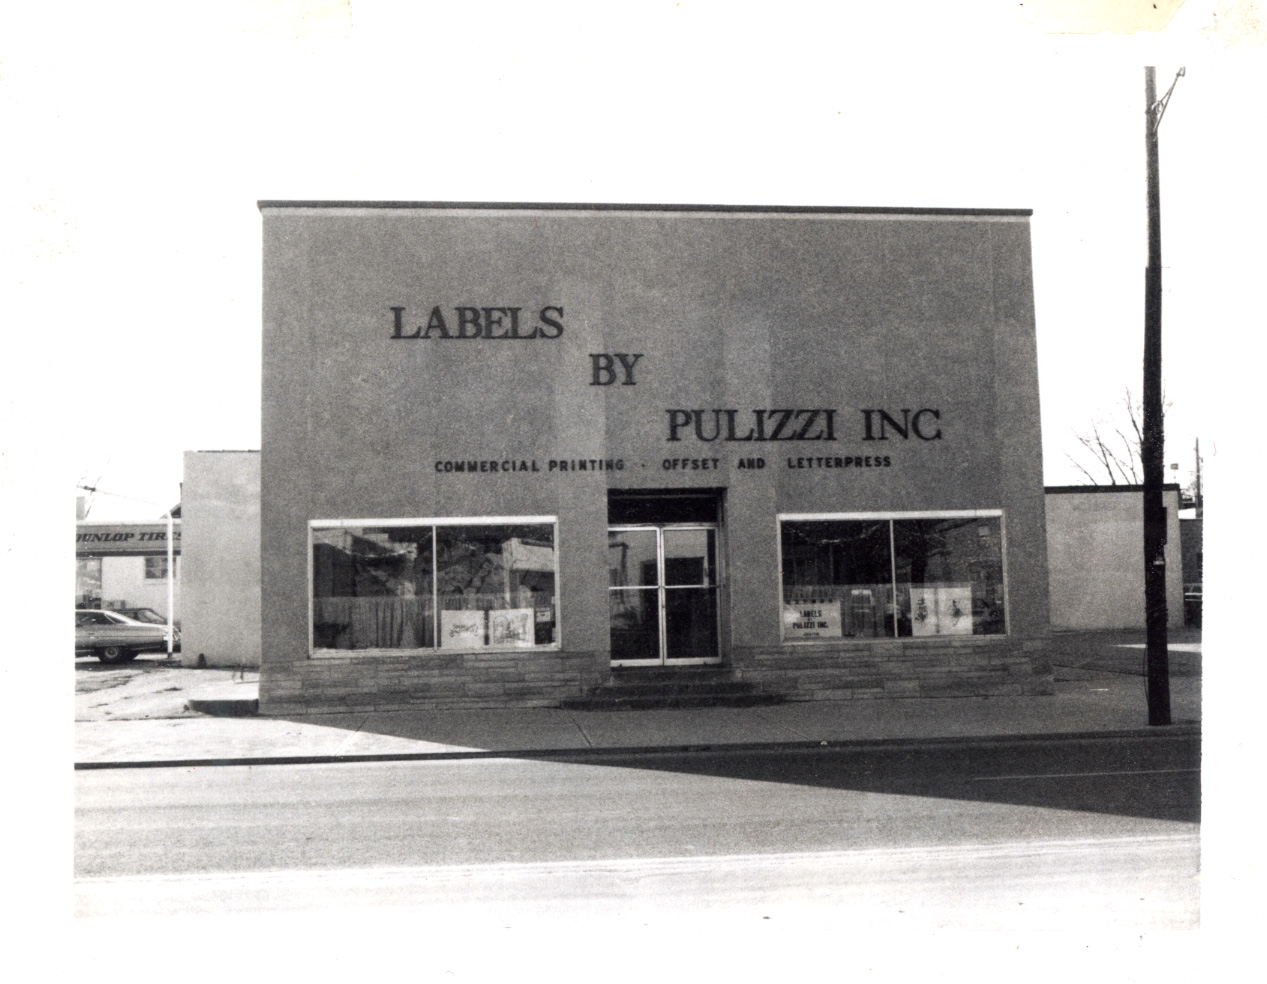 LABELS
BY
PULIZZI INC
COMMERCIAL PRINTING · OFFSET AND LETTERPRESS
DUNLOP TIRES
LABELS
PULIZZI INC.